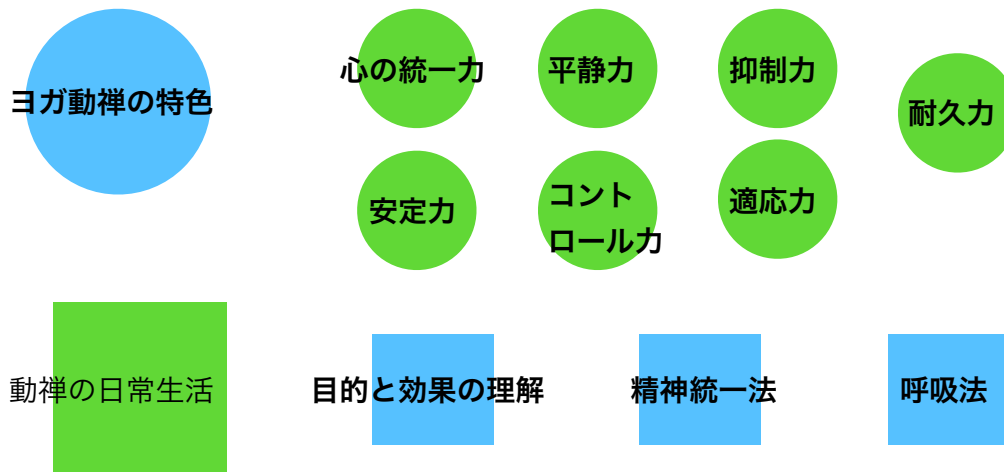 ヨガ動禅の特色
心の統一力
平静力
抑制力
耐久力
安定力
コント
ロール力
適応力
動禅の日常生活
目的と効果の理解
精神統一法
呼吸法